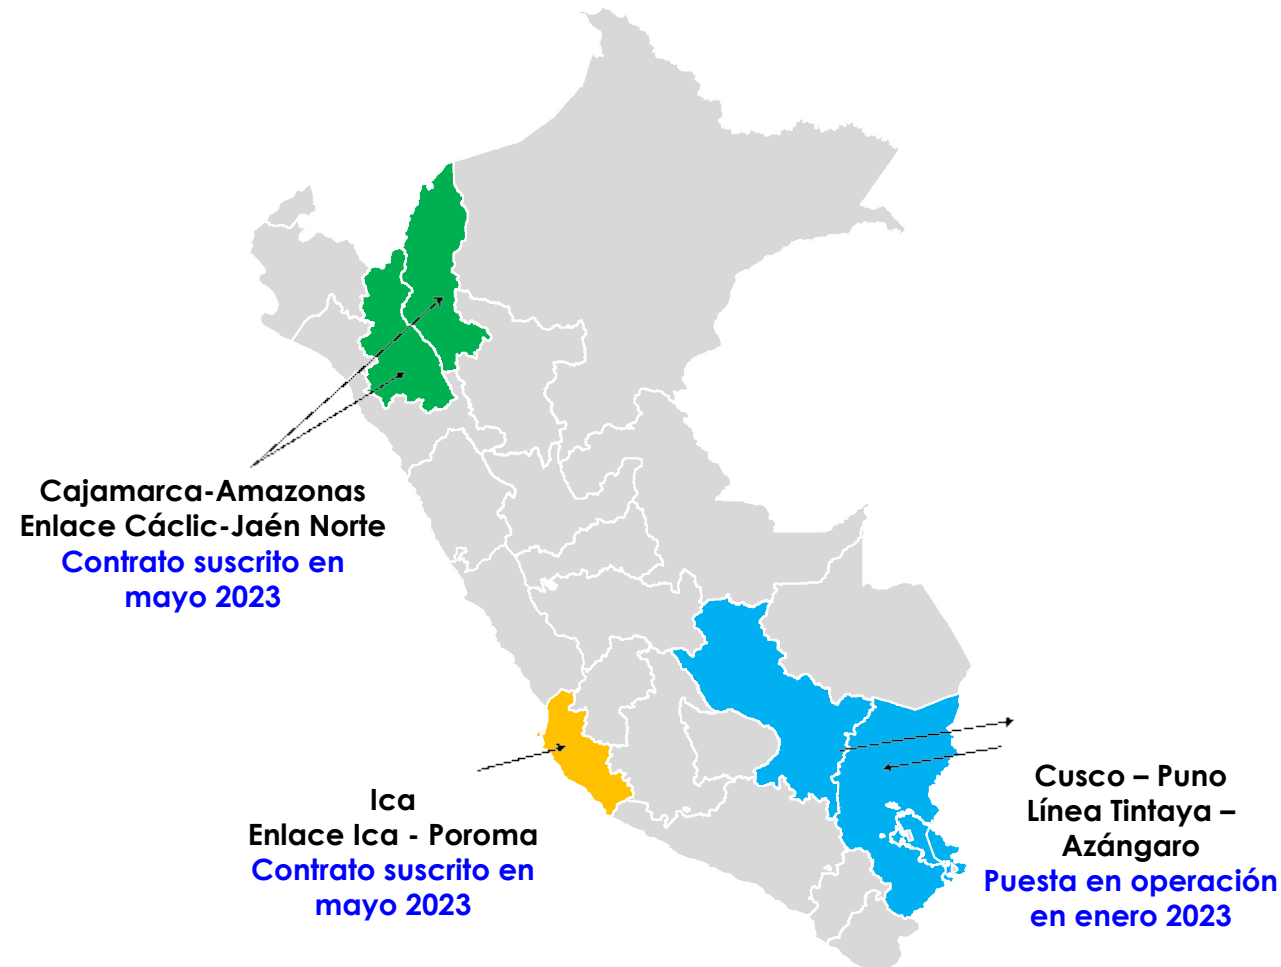 Cajamarca-Amazonas
Enlace Cáclic-Jaén Norte
Contrato suscrito en
mayo 2023
Ica
Enlace Ica - Poroma
Contrato suscrito en
mayo 2023
Cusco – Puno
Línea Tintaya –
Azángaro
Puesta en operación
en enero 2023